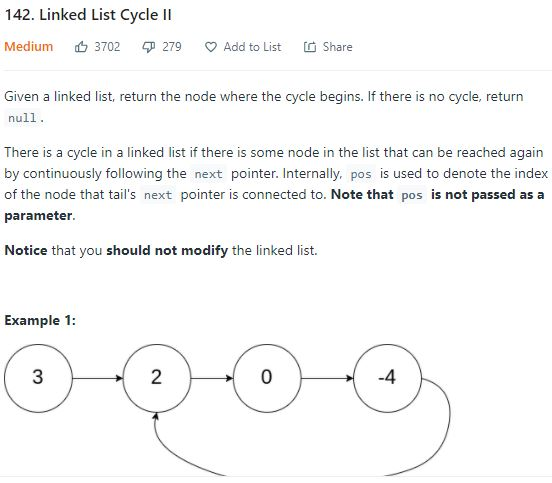 142. Linked List Cycle II
Medium 3702 279 Add to List Share
Given a linked list, return the node where the cycle begins. If there is no cycle, return
null.
There is a cycle in a linked list if there is some node in the list that can be reached again
by continuously following the next pointer. Internally, pos is used to denote the index
of the node that tail's next pointer is connected to. Note that pos is not passed as a
parameter.
Notice that you should not modify the linked list.
Example 1:
3 2 0 -4